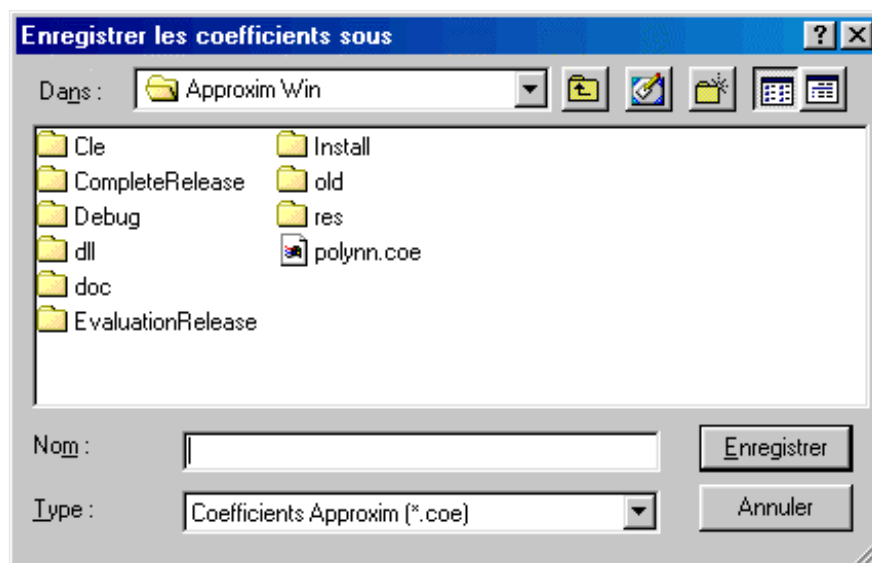 Enregistrer les coefficients sous
Dans : Approxim Win
Cle Install
CompleteRelease old
Debug res
dll polynn.coe
doc
EvaluationRelease
Nom : Enregistrer
Type : Coefficients Approxim (*.coe) Annuler